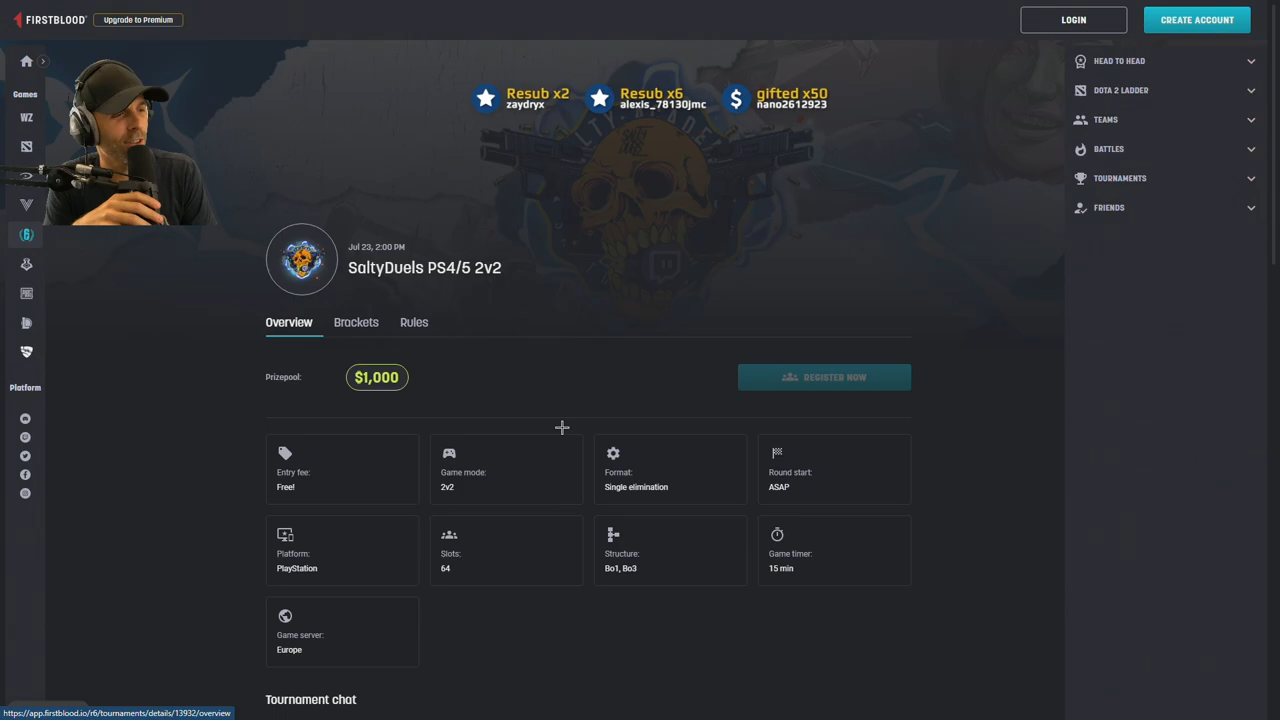 FIRSTBLOOD
Upgrade to Premium
LOGIN
CREATE ACCOUNT
Games
WZ
Platform
Resub x2
zaydryx
Resub x6
alexis_78130jmc
gifted x50
nano2612923
Jul 23, 2:00 PM
SaltyDuels PS4/5 2v2
Overview
Brackets
Rules
Prizepool:
$1,000
REGISTER NOW
Entry fee:
Free!
Game mode:
2v2
Format:
Single elimination
Round start:
ASAP
Platform:
PlayStation
Slots:
64
Structure:
Bo1, Bo3
Game timer:
15 min
Game server:
Europe
Tournament chat
HEAD TO HEAD
DOTA 2 LADDER
TEAMS
BATTLES
TOURNAMENTS
FRIENDS
https://app.firstblood.io/r6/tournaments/details/13932/overview